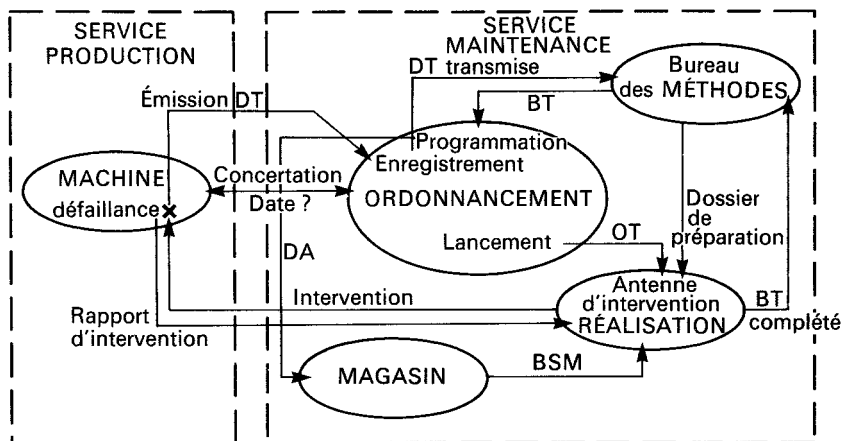 SERVICE
PRODUCTION
SERVICE
MAINTENANCE
DT transmise
Bureau
des MÉTHODES
Émission DT
BT
Programmation
Enregistrement
MACHINE
défaillance
Concertation
Date ?
ORDONNANCEMENT
Dossier
de
préparation
Lancement
OT
DA
Intervention
Antenne
d'intervention
RÉALISATION
BT
complété
Rapport
d'intervention
MAGASIN
BSM